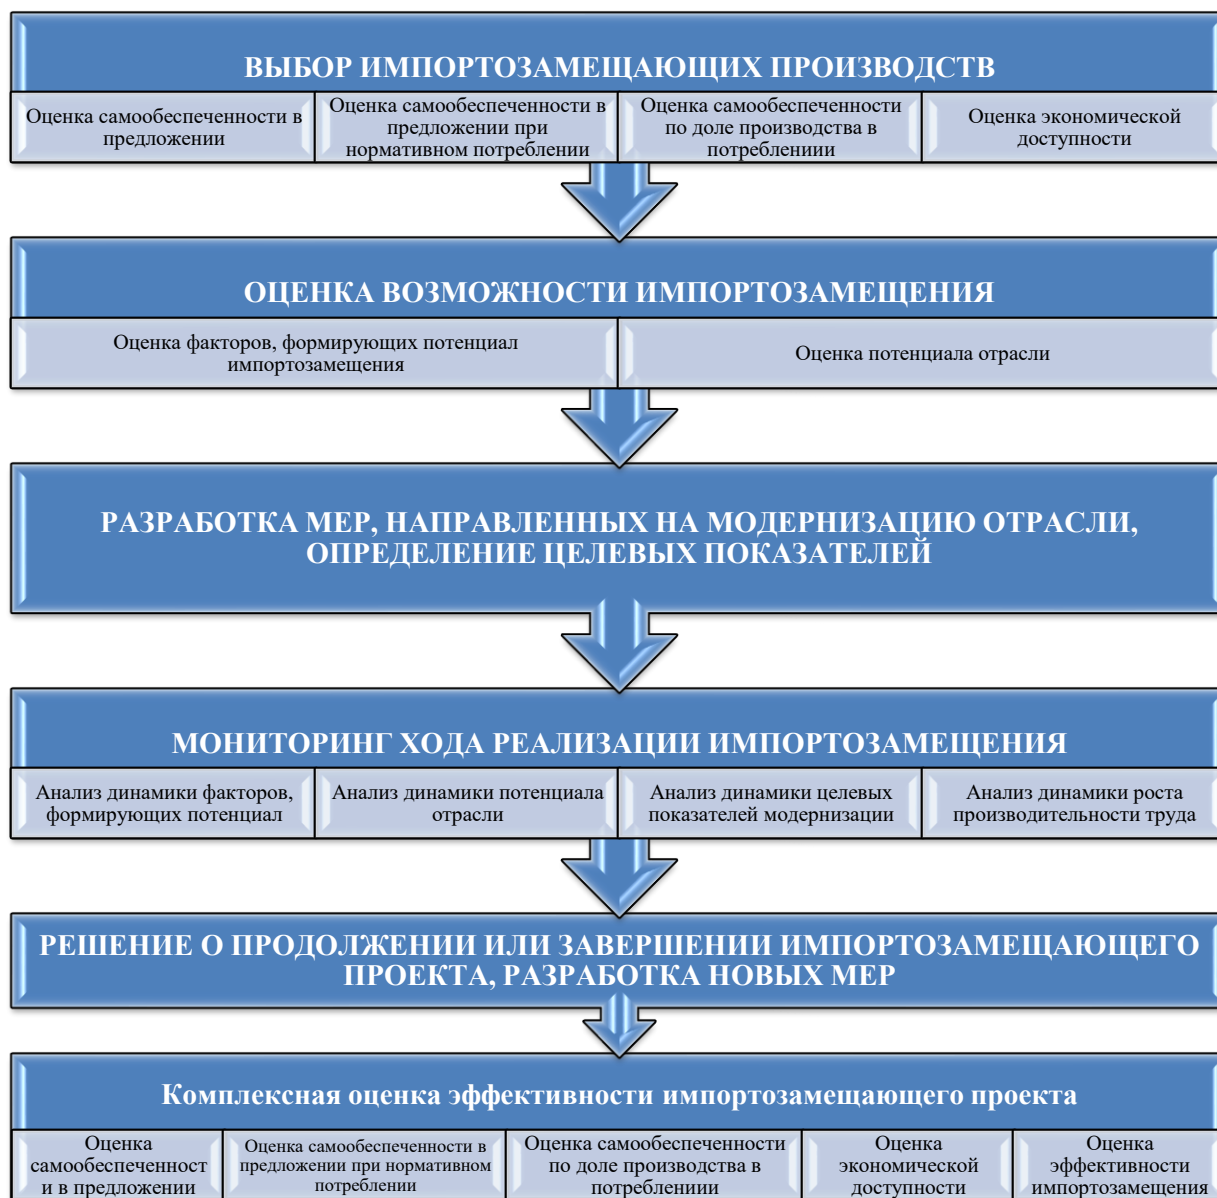 ВЫБОР ИМПОРТОЗАМЕЩАЮЩИХ ПРОИЗВОДСТВ
Оценка самообеспеченности в
предложении
Оценка самообеспеченности в
предложении при
нормативном потреблении
Оценка самообеспеченности
по доле производства в
потреблениии
Оценка экономической
доступности
ОЦЕНКА ВОЗМОЖНОСТИ ИМПОРТОЗАМЕЩЕНИЯ
Оценка факторов, формирующих потенциал
импортозамещения
Оценка потенциала отрасли
РАЗРАБОТКА МЕР, НАПРАВЛЕННЫХ НА МОДЕРНИЗАЦИЮ ОТРАСЛИ,
ОПРЕДЕЛЕНИЕ ЦЕЛЕВЫХ ПОКАЗАТЕЛЕЙ
МОНИТОРИНГ ХОДА РЕАЛИЗАЦИИ ИМПОРТОЗАМЕЩЕНИЯ
Анализ динамики факторов,
формирующих потенциал
Анализ динамики потенциала
отрасли
Анализ динамики целевых
показателей модернизации
Анализ динамики роста
производительности труда
РЕШЕНИЕ О ПРОДОЛЖЕНИИ ИЛИ ЗАВЕРШЕНИИ ИМПОРТОЗАМЕЩАЮЩЕГО
ПРОЕКТА, РАЗРАБОТКА НОВЫХ МЕР
Комплексная оценка эффективности импортозамещающего проекта
Оценка
самообеспеченност
и в предложении
Оценка самообеспеченности в
предложении при нормативном
потреблении
Оценка самообеспеченности
по доле производства в
потреблениии
Оценка
экономической
доступности
Оценка
эффективности
импортозамещения